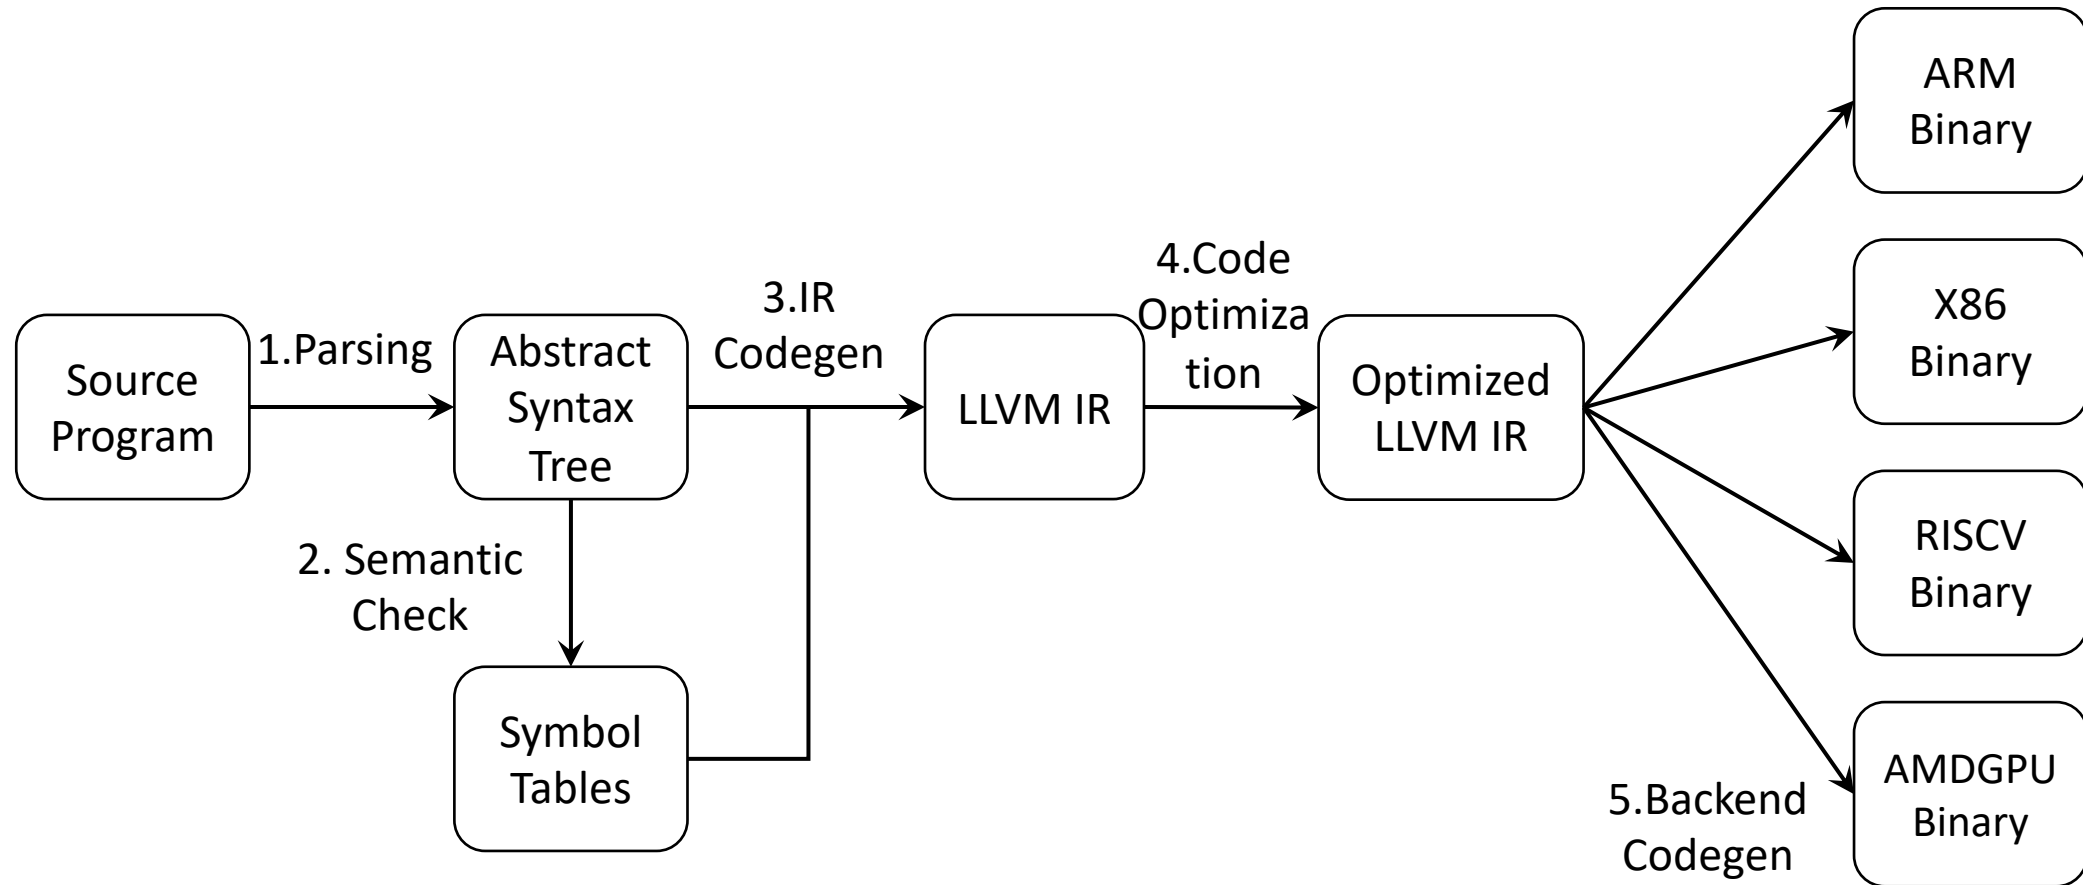 Source
Program
1.Parsing
Abstract
Syntax
Tree
2. Semantic
Check
Symbol
Tables
3.IR
Codegen
LLVM IR
4.Code
Optimiza
tion
Optimized
LLVM IR
5.Backend
Codegen
ARM
Binary
X86
Binary
RISCV
Binary
AMDGPU
Binary